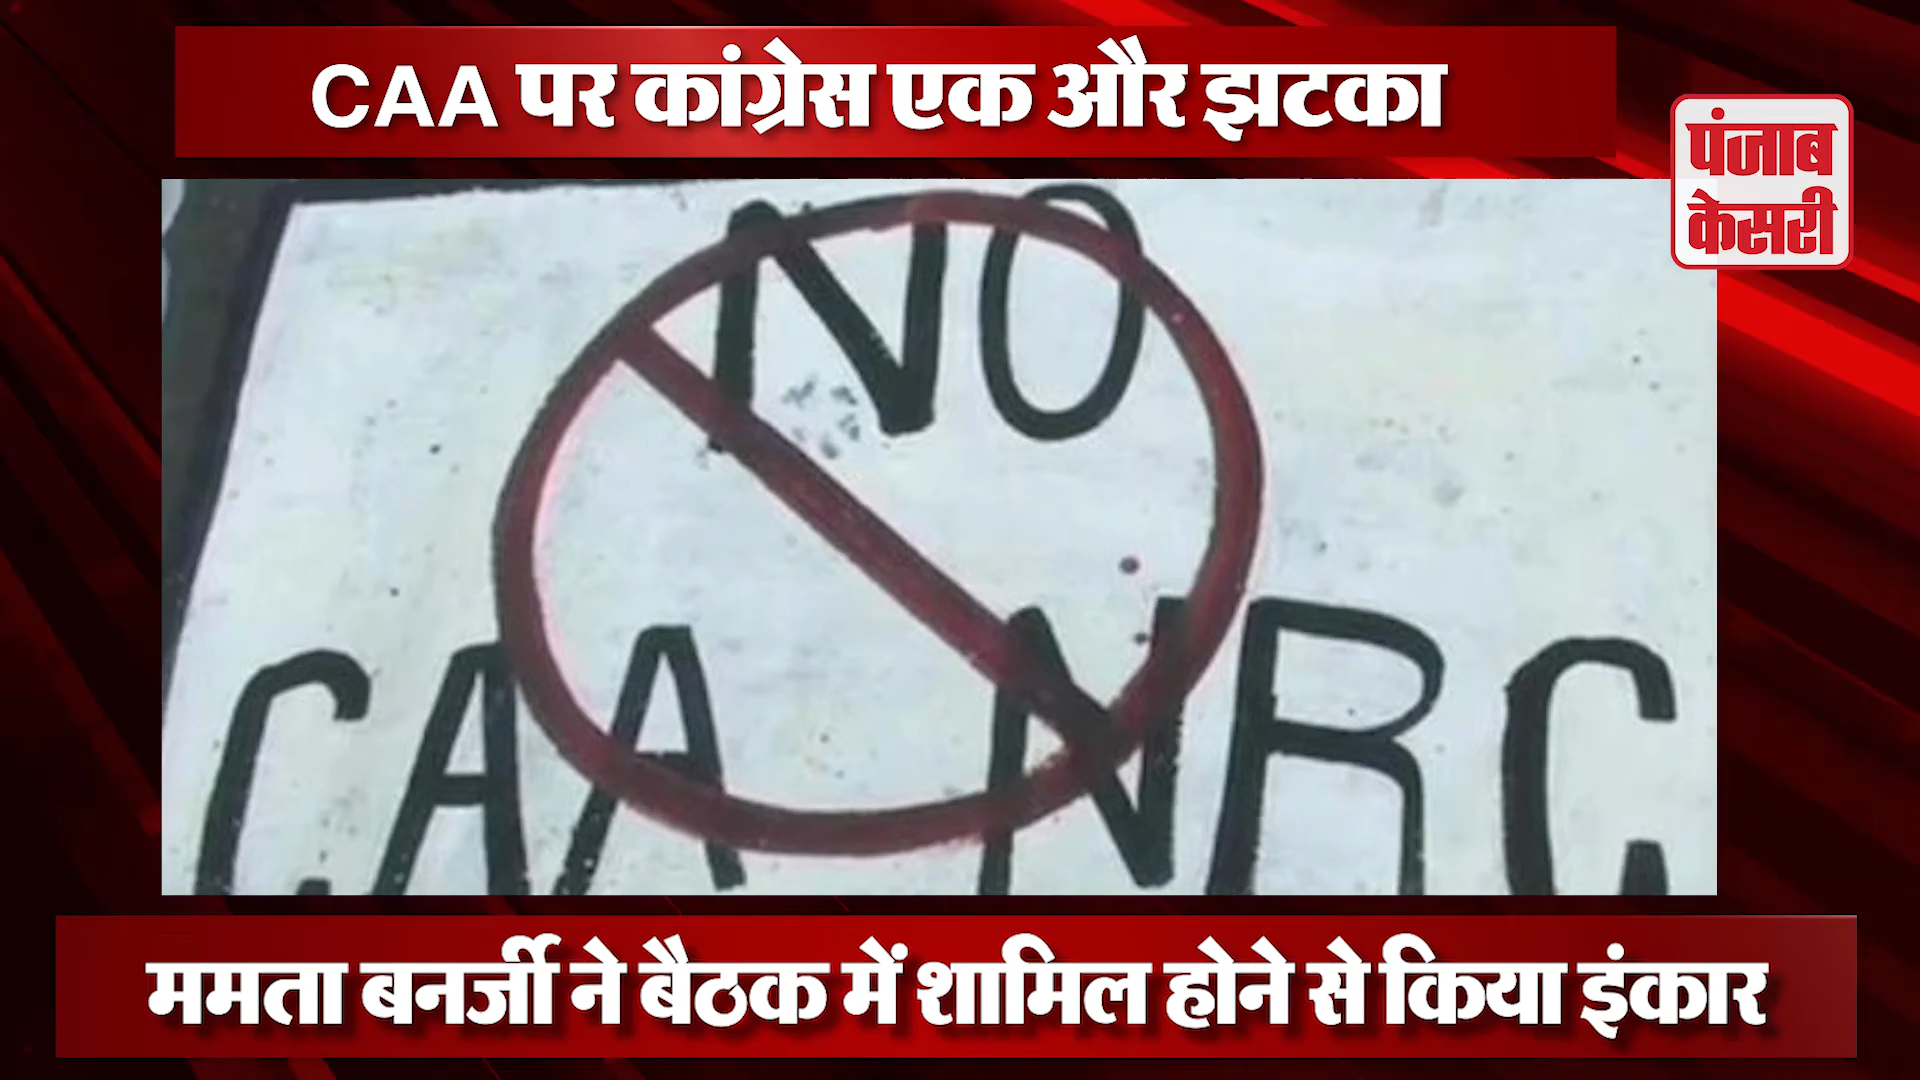 CAA पर कांग्रेस एक और झटका
पंजाब
केसरी
NO
CAA NRC
ममता बनर्जी ने बैठक में शामिल होने से किया इंकार